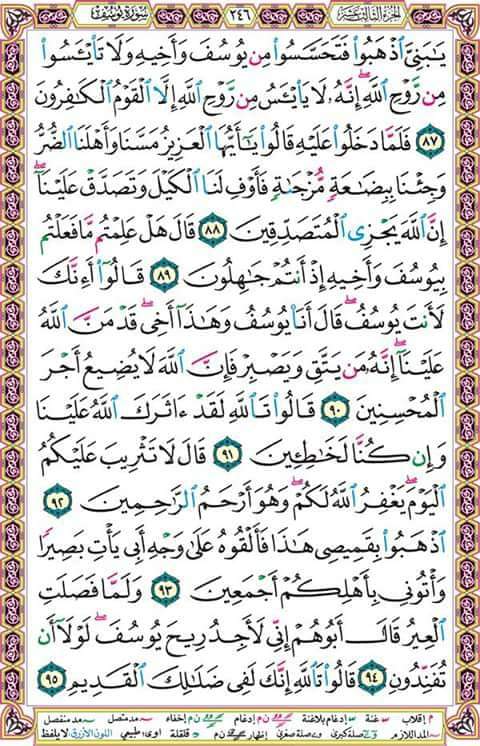 سورة يوسف ٢٤٦ الجزء الثالث عشر
يَـٰبَنِىَّ ٱذْهَبُوا۟ فَتَحَسَّسُوا۟ مِن يُوسُفَ وَأَخِيهِ وَلَا تَا۟يْـَٔسُوا۟
مِن رَّوْحِ ٱللَّهِ ۖ إِنَّهُۥ لَا يَا۟يْـَٔسُ مِن رَّوْحِ ٱللَّهِ إِلَّا ٱلْقَوْمُ ٱلْكَـٰفِرُونَ
٨٧ فَلَمَّا دَخَلُوا۟ عَلَيْهِ قَالُوا۟ يَـٰٓأَيُّهَا ٱلْعَزِيزُ مَسَّنَا وَأَهْلَنَا ٱلضُّرُّ
وَجِئْنَا بِبِضَـٰعَةٍ مُّزْجَىٰةٍ فَأَوْفِ لَنَا ٱلْكَيْلَ وَتَصَدَّقْ عَلَيْنَآ ۖ
إِنَّ ٱللَّهَ يَجْزِى ٱلْمُتَصَدِّقِينَ ٨٨ قَالَ هَلْ عَلِمْتُم مَّا فَعَلْتُم
بِيُوسُفَ وَأَخِيهِ إِذْ أَنتُمْ جَـٰهِلُونَ ٨٩ قَالُوٓا۟ أَءِنَّكَ
لَأَنتَ يُوسُفُ ۖ قَالَ أَنَا۠ يُوسُفُ وَهَـٰذَآ أَخِى ۖ قَدْ مَنَّ ٱللَّهُ
عَلَيْنَآ ۖ إِنَّهُۥ مَن يَتَّقِ وَيَصْبِرْ فَإِنَّ ٱللَّهَ لَا يُضِيعُ أَجْرَ
ٱلْمُحْسِنِينَ ٩٠ قَالُوا۟ تَٱللَّهِ لَقَدْ ءَاثَرَكَ ٱللَّهُ عَلَيْنَا
وَإِن كُنَّا لَخَـٰطِـِٔينَ ٩١ قَالَ لَا تَثْرِيبَ عَلَيْكُمُ
ٱلْيَوْمَ ۖ يَغْفِرُ ٱللَّهُ لَكُمْ ۖ وَهُوَ أَرْحَمُ ٱلرَّٰحِمِينَ ٩٢
ٱذْهَبُوا۟ بِقَمِيصِى هَـٰذَا فَأَلْقُوهُ عَلَىٰ وَجْهِ أَبِى يَأْتِ بَصِيرًا
وَأْتُونِى بِأَهْلِكُمْ أَجْمَعِينَ ٩٣ وَلَمَّا فَصَلَتِ
ٱلْعِيرُ قَالَ أَبُوهُمْ إِنِّى لَأَجِدُ رِيحَ يُوسُفَ ۖ لَوْلَآ أَن
تُفَنِّدُونِ ٩٤ قَالُوا۟ تَٱللَّهِ إِنَّكَ لَفِى ضَلَـٰلِكَ ٱلْقَدِيمِ ٩٥
م إقلاب س غنة إدغام بلاغنة ن م إدغام ن م إخفاء مد متصل مد منفصل
المد اللازم صلة كبرى صلة صغرى إظهار ن م قلقلة ا و ى: طبيعي اللون الأزرق لا يلفظ